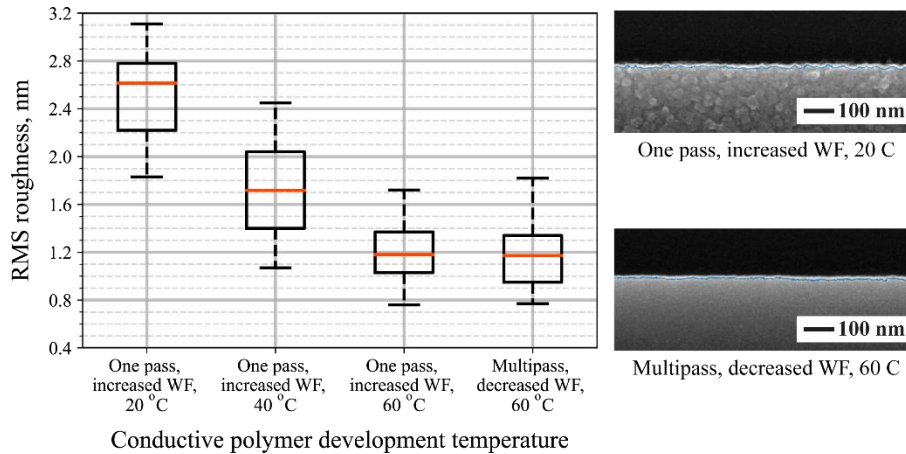 RMS roughness, nm
3.2
2.8
2.4
2.0
1.6
1.2
0.8
0.4
One pass,
increased WF,
20 °C
One pass,
increased WF,
40 °C
One pass,
increased WF,
60 °C
Multipass,
decreased WF,
60 °C
Conductive polymer development temperature
100 nm
One pass, increased WF, 20 C
100 nm
Multipass, decreased WF, 60 C